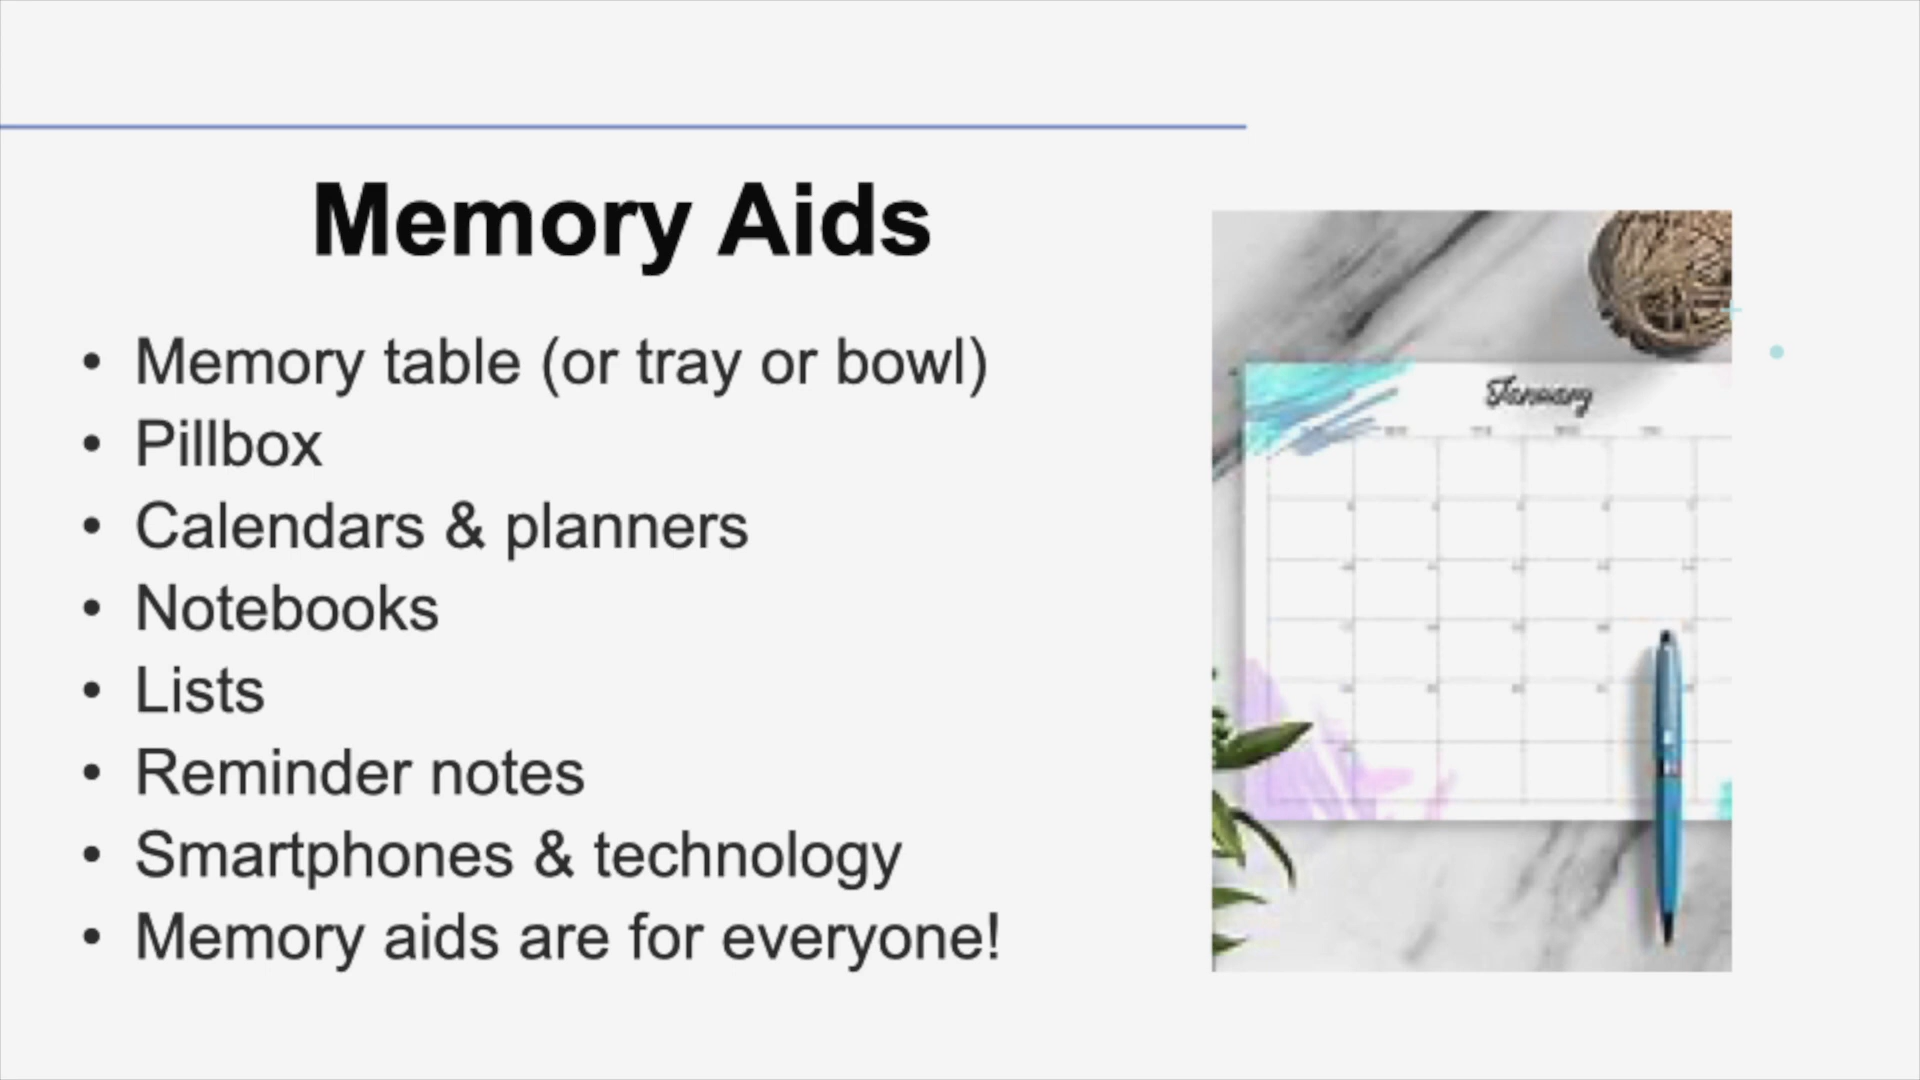 Memory Aids
• Memory table (or tray or bowl)
• Pillbox
• Calendars & planners
• Notebooks
• Lists
• Reminder notes
• Smartphones & technology
• Memory aids are for everyone!
January